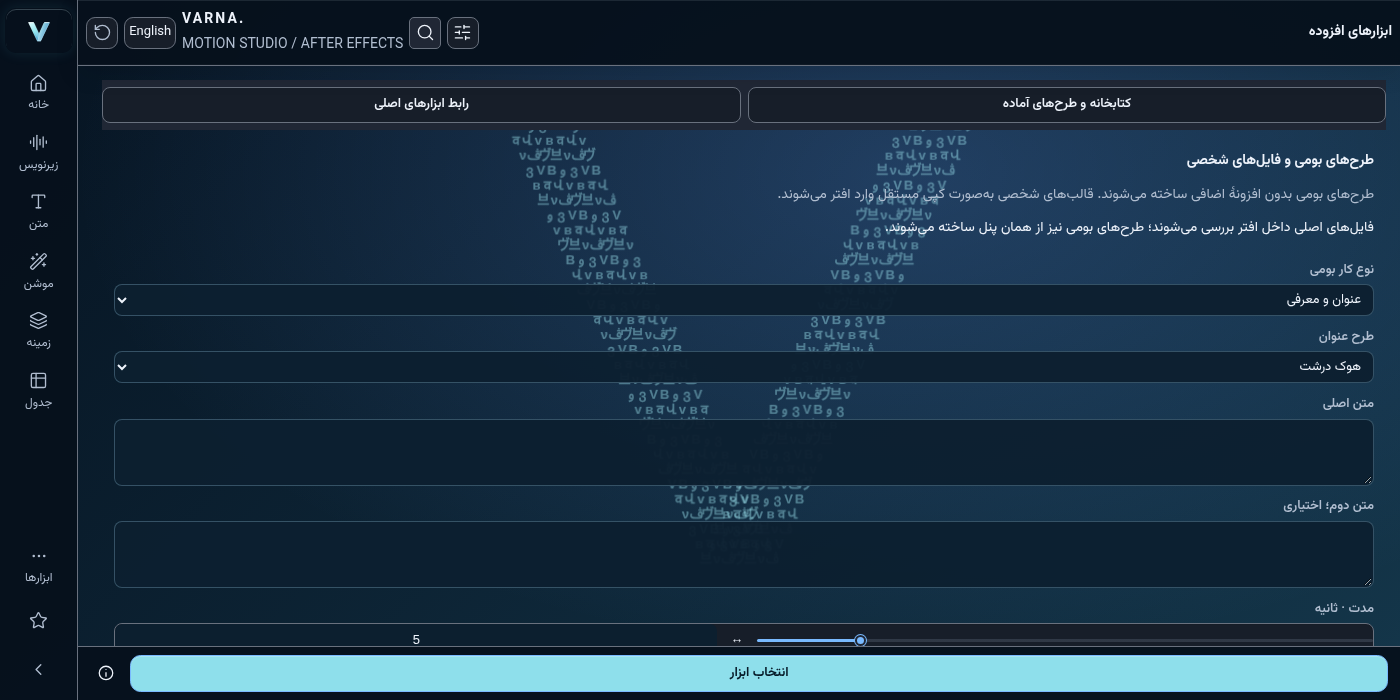 ابزارهای افزوده
VARNA.
MOTION STUDIO / AFTER EFFECTS
English
خانه
زیرنویس
متن
موشن
زمینه
جدول
ابزارها
کتابخانه و طرح‌های آماده
رابط ابزارهای اصلی
طرح‌های بومی و فایل‌های شخصی
طرح‌های بومی بدون افزونهٔ اضافی ساخته می‌شوند. قالب‌های شخصی به‌صورت کپی مستقل وارد افتر می‌شوند.
فایل‌های اصلی داخل افتر بررسی می‌شوند؛ طرح‌های بومی نیز از همان پنل ساخته می‌شوند.
نوع کار بومی
عنوان و معرفی
طرح عنوان
هوک درشت
متن اصلی
متن دوم؛ اختیاری
مدت · ثانیه
5
انتخاب ابزار